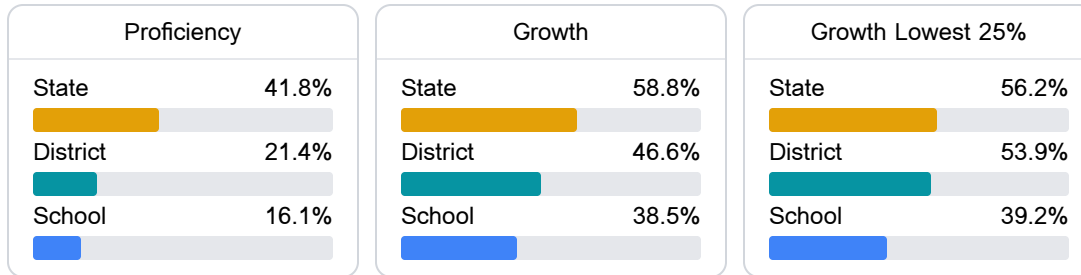 Proficiency
State 41.8%
District 21.4%
School 16.1%
Growth
State 58.8%
District 46.6%
School 38.5%
Growth Lowest 25%
State 56.2%
District 53.9%
School 39.2%